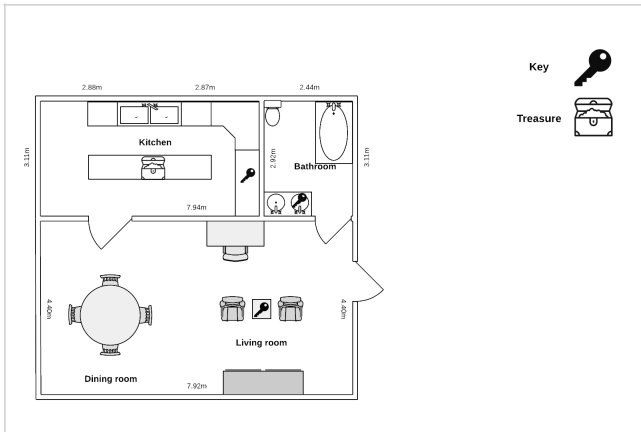 Key
Treasure
2.88m
2.87m
2.44m
3.11m
Kitchen
2.92m
Bathroom
3.11m
7.94m
4.40m
4.40m
Living room
Dining room
7.92m